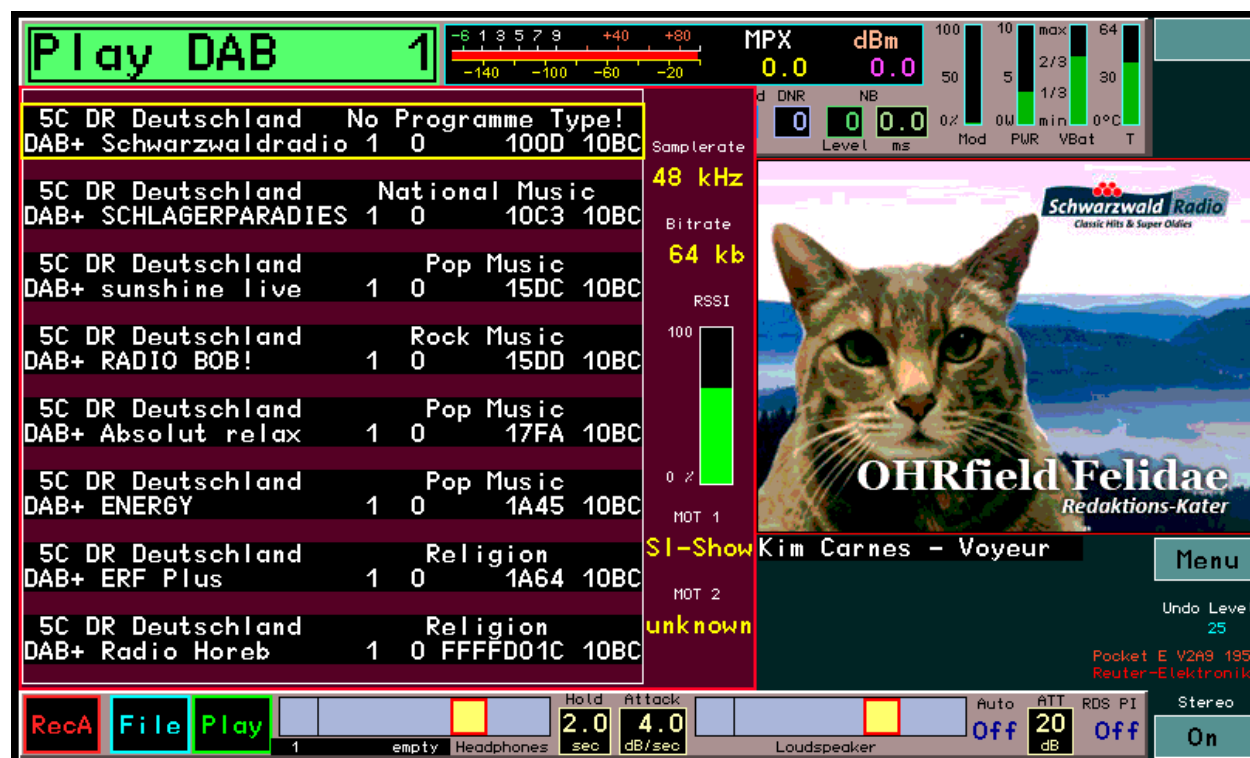 Play DAB 1
-6 1 3 5 7 9 +40 +80
-140 -100 -60 -20
MPX dBm
0.0 0.0
100 10 max 64
50 5 2/3 30
1/3
0% 0W min 0°C
Mod PWR VBat T
d DNR NB
0 0 0.0
Level ms
5C DR Deutschland No Programme Type!
DAB+ Schwarzwaldradio 1 0 100D 10BC
5C DR Deutschland National Music
DAB+ SCHLAGERPARADIES 1 0 10C3 10BC
5C DR Deutschland Pop Music
DAB+ sunshine live 1 0 15DC 10BC
5C DR Deutschland Rock Music
DAB+ RADIO BOB! 1 0 15DD 10BC
5C DR Deutschland Pop Music
DAB+ Absolut relax 1 0 17FA 10BC
5C DR Deutschland Pop Music
DAB+ ENERGY 1 0 1A45 10BC
5C DR Deutschland Religion
DAB+ ERF Plus 1 0 1A64 10BC
5C DR Deutschland Religion
DAB+ Radio Horeb 1 0 FFFFD01C 10BC
Samplerate
48 kHz
Bitrate
64 kb
RSSI
100
0 %
MOT 1
SI-Show
MOT 2
unknown
Schwarzwald Radio
Classic Hits & Super Oldies
OHRfield Felidae
Redaktions-Kater
Kim Carnes - Voyeur
Menu
Undo Leve
25
Pocket E V2A9 195
Reuter-Elektronik
RecA File Play
1 empty Headphones
Hold Attack
2.0 4.0
sec dB/sec
Loudspeaker
Auto ATT RDS PI
Off 20 Off
dB
Stereo
On